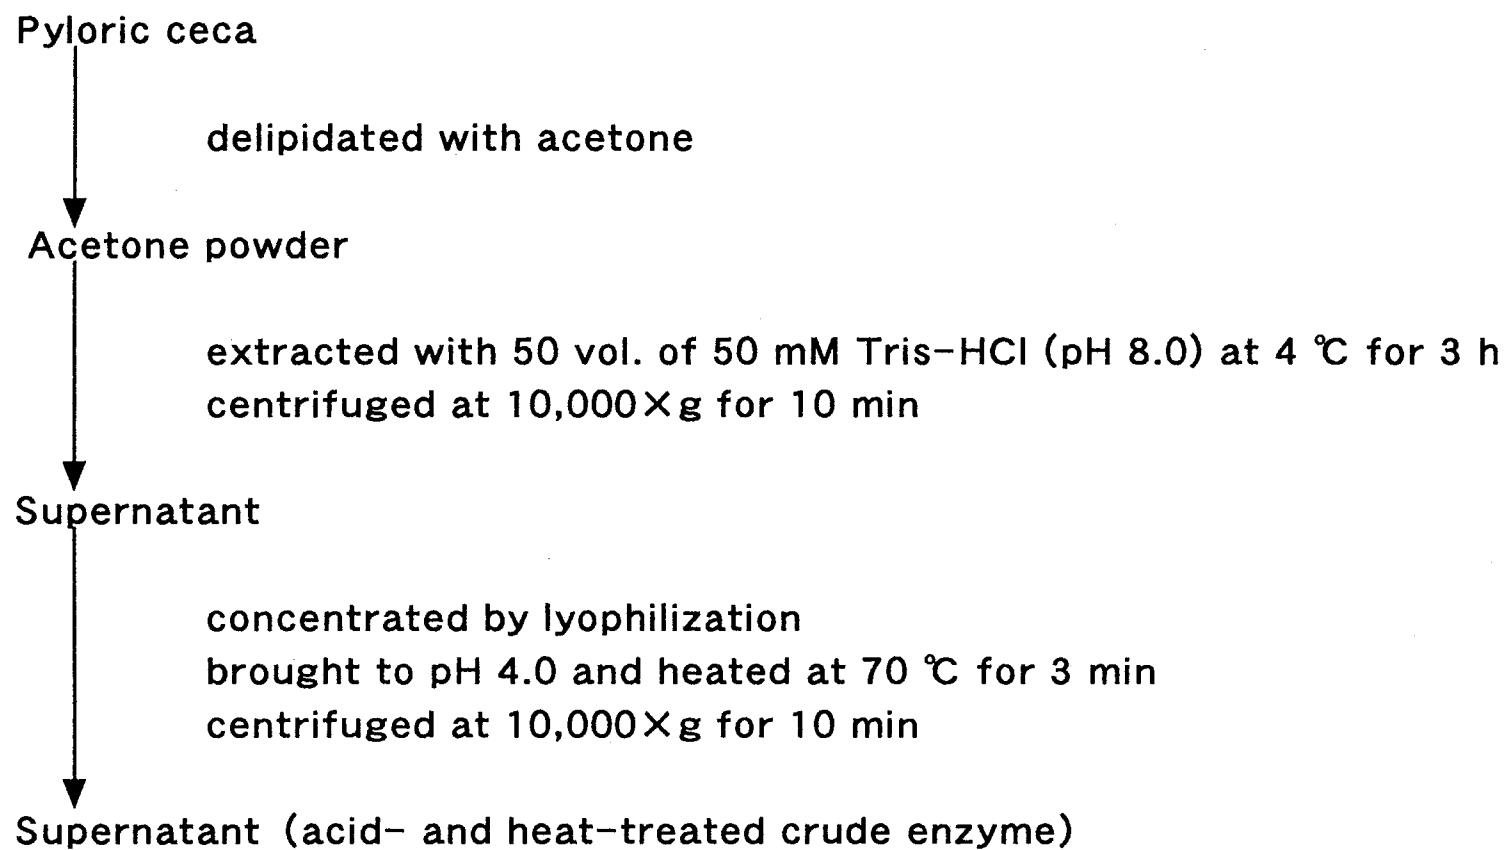 Pyloric ceca
delipidated with acetone
Acetone powder
extracted with 50 vol. of 50 mM Tris-HCl (pH 8.0) at 4 ℃ for 3 h
centrifuged at 10,000×g for 10 min
Supernatant
concentrated by lyophilization
brought to pH 4.0 and heated at 70 ℃ for 3 min
centrifuged at 10,000×g for 10 min
Supernatant (acid- and heat-treated crude enzyme)